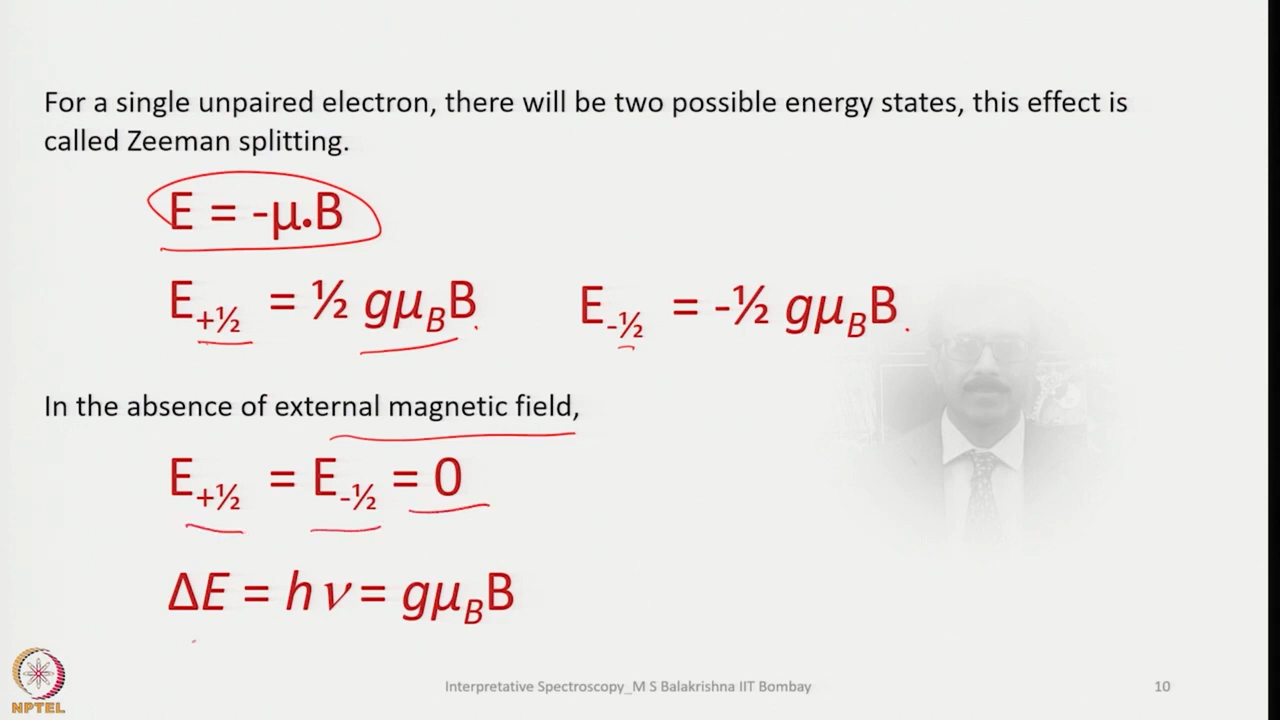 For a single unpaired electron, there will be two possible energy states, this effect is
called Zeeman splitting.
E = -μ.B
E+½ = ½ gμBB E-½ = -½ gμBB
In the absence of external magnetic field,
E+½ = E-½ = 0
ΔE = hν = gμBB
NPTEL
Interpretative Spectroscopy_M S Balakrishna IIT Bombay 10